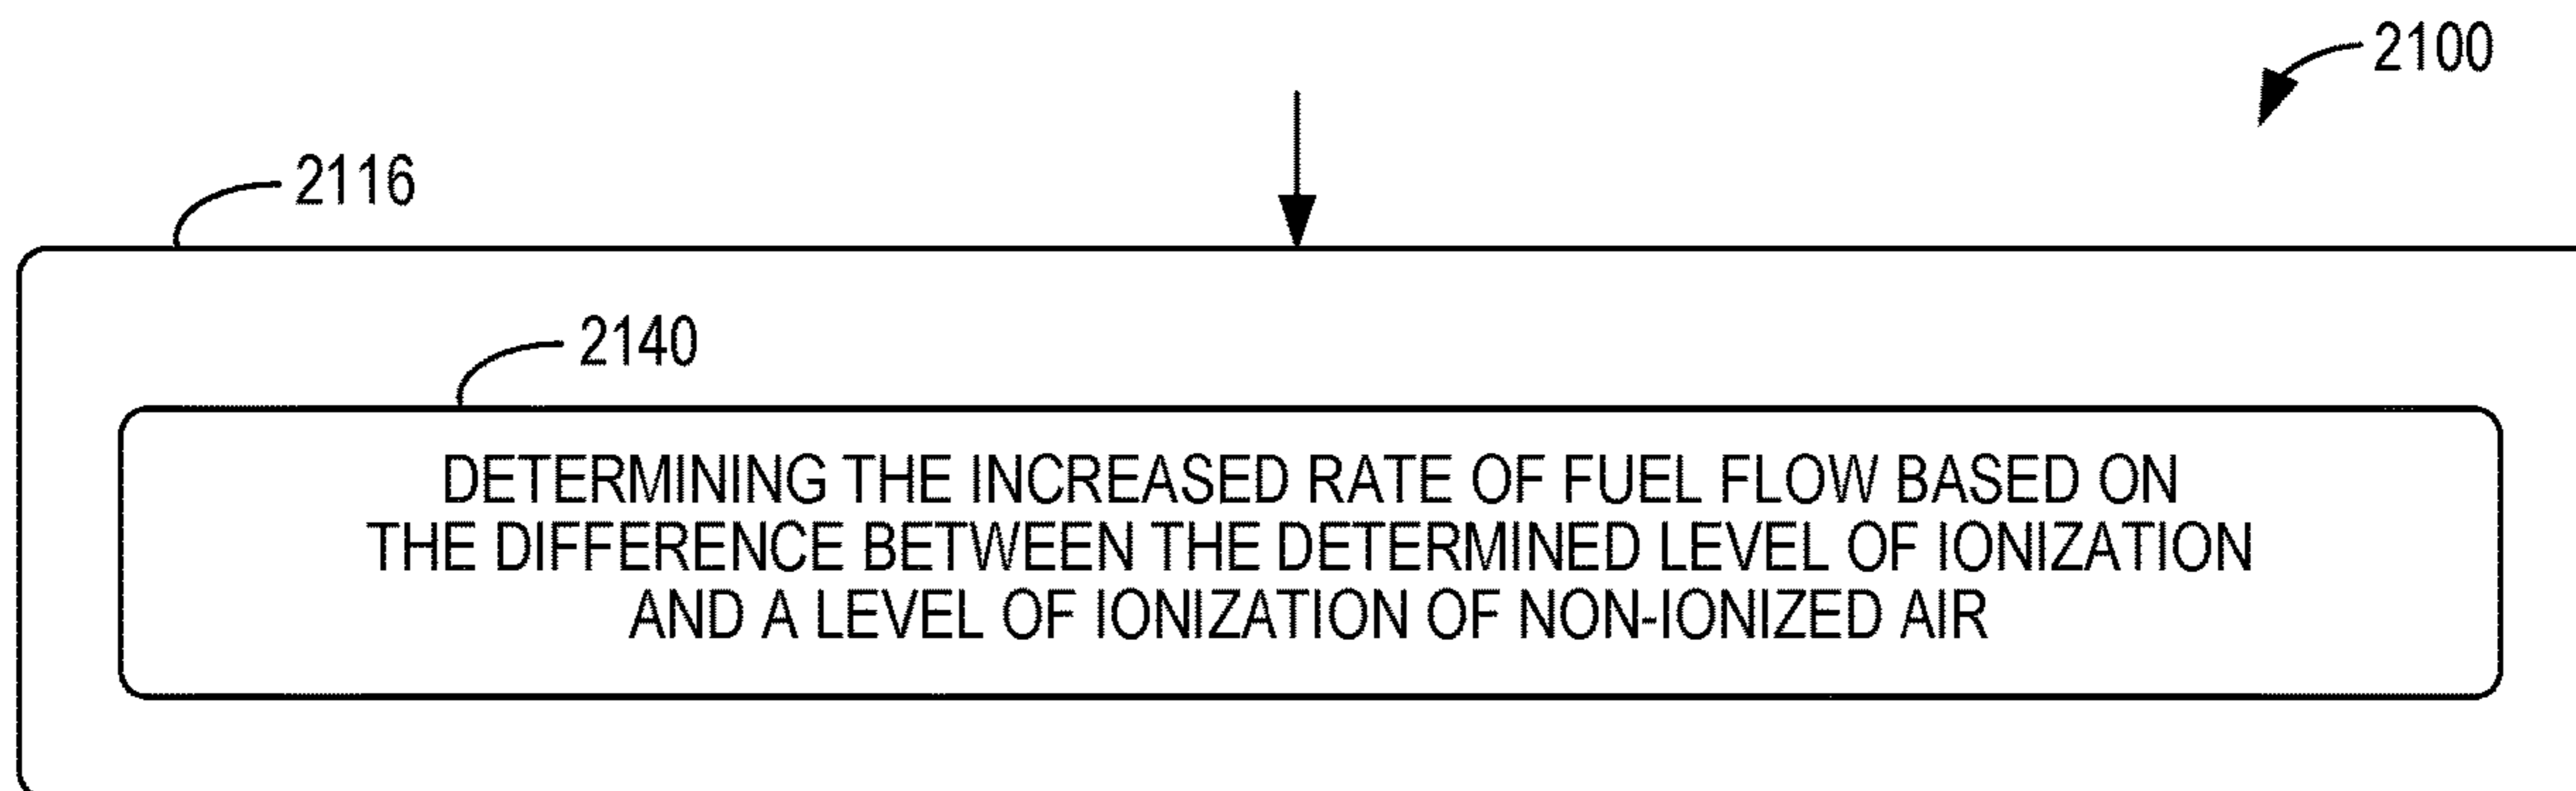 2100
2116
2140
DETERMINING THE INCREASED RATE OF FUEL FLOW BASED ON
THE DIFFERENCE BETWEEN THE DETERMINED LEVEL OF IONIZATION
AND A LEVEL OF IONIZATION OF NON-IONIZED AIR